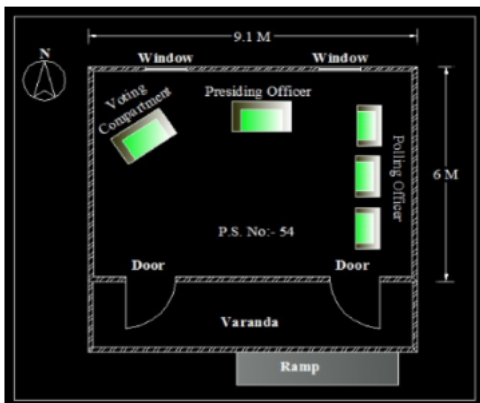 9.1 M
N
Window
Window
Voting
Compartment
Presiding Officer
Polling Officer
6 M
P.S. No:- 54
Door
Door
Varanda
Ramp